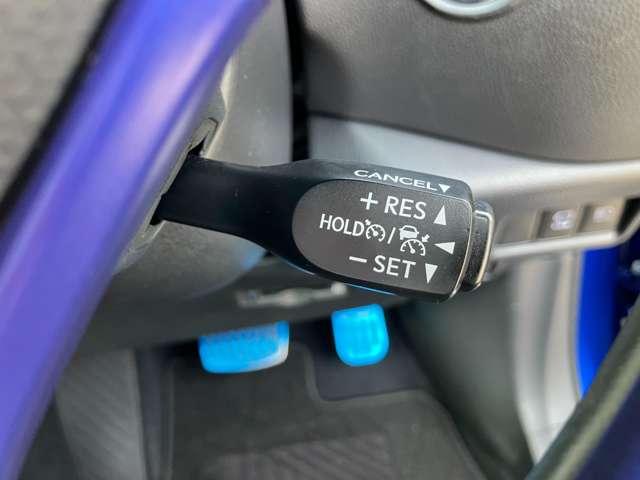 CANCEL▼
+ RES ▲
HOLD / ◀
− SET ▼